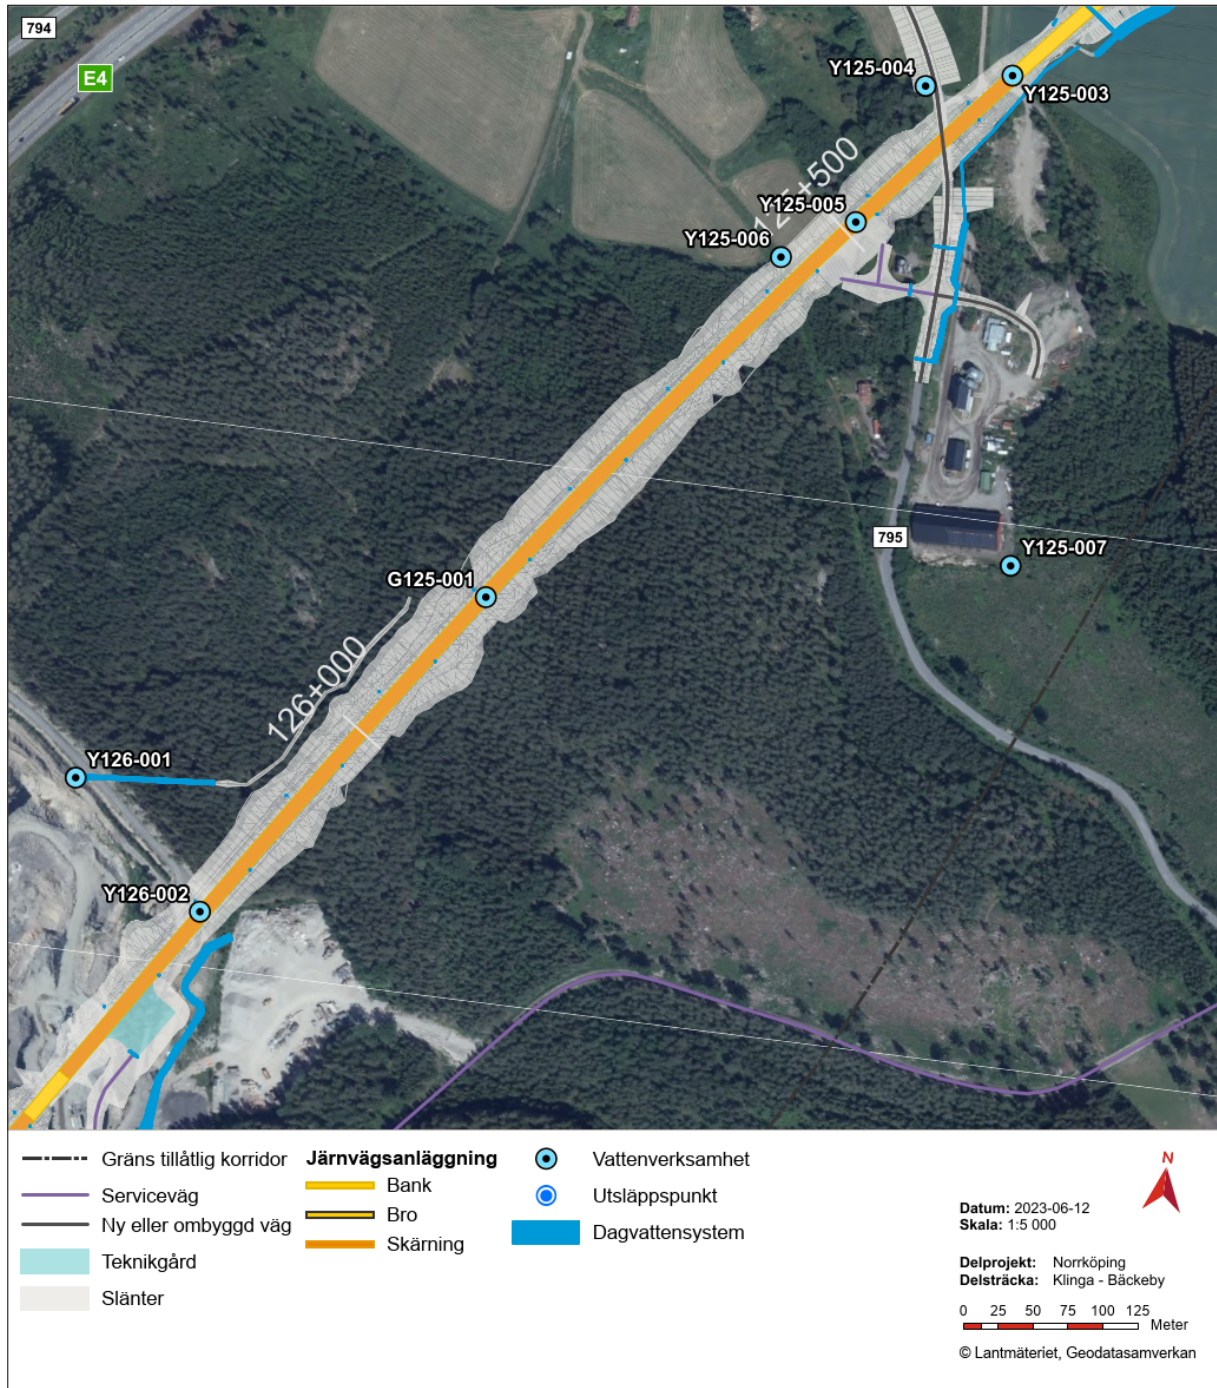 794
E4
Y125-004
Y125-003
125+500
Y125-005
Y125-006
795
Y125-007
G125-001
126+000
Y126-001
Y126-002
Gräns tillåtlig korridor
Serviceväg
Ny eller ombyggd väg
Teknikgård
Slänter
Järnvägsanläggning
Bank
Bro
Skärning
Vattenverksamhet
Utsläppspunkt
Dagvattensystem
N
Datum: 2023-06-12
Skala: 1:5 000
Delprojekt: Norrköping
Delsträcka: Klinga - Bäckeby
0 25 50 75 100 125
Meter
© Lantmäteriet, Geodatasamverkan